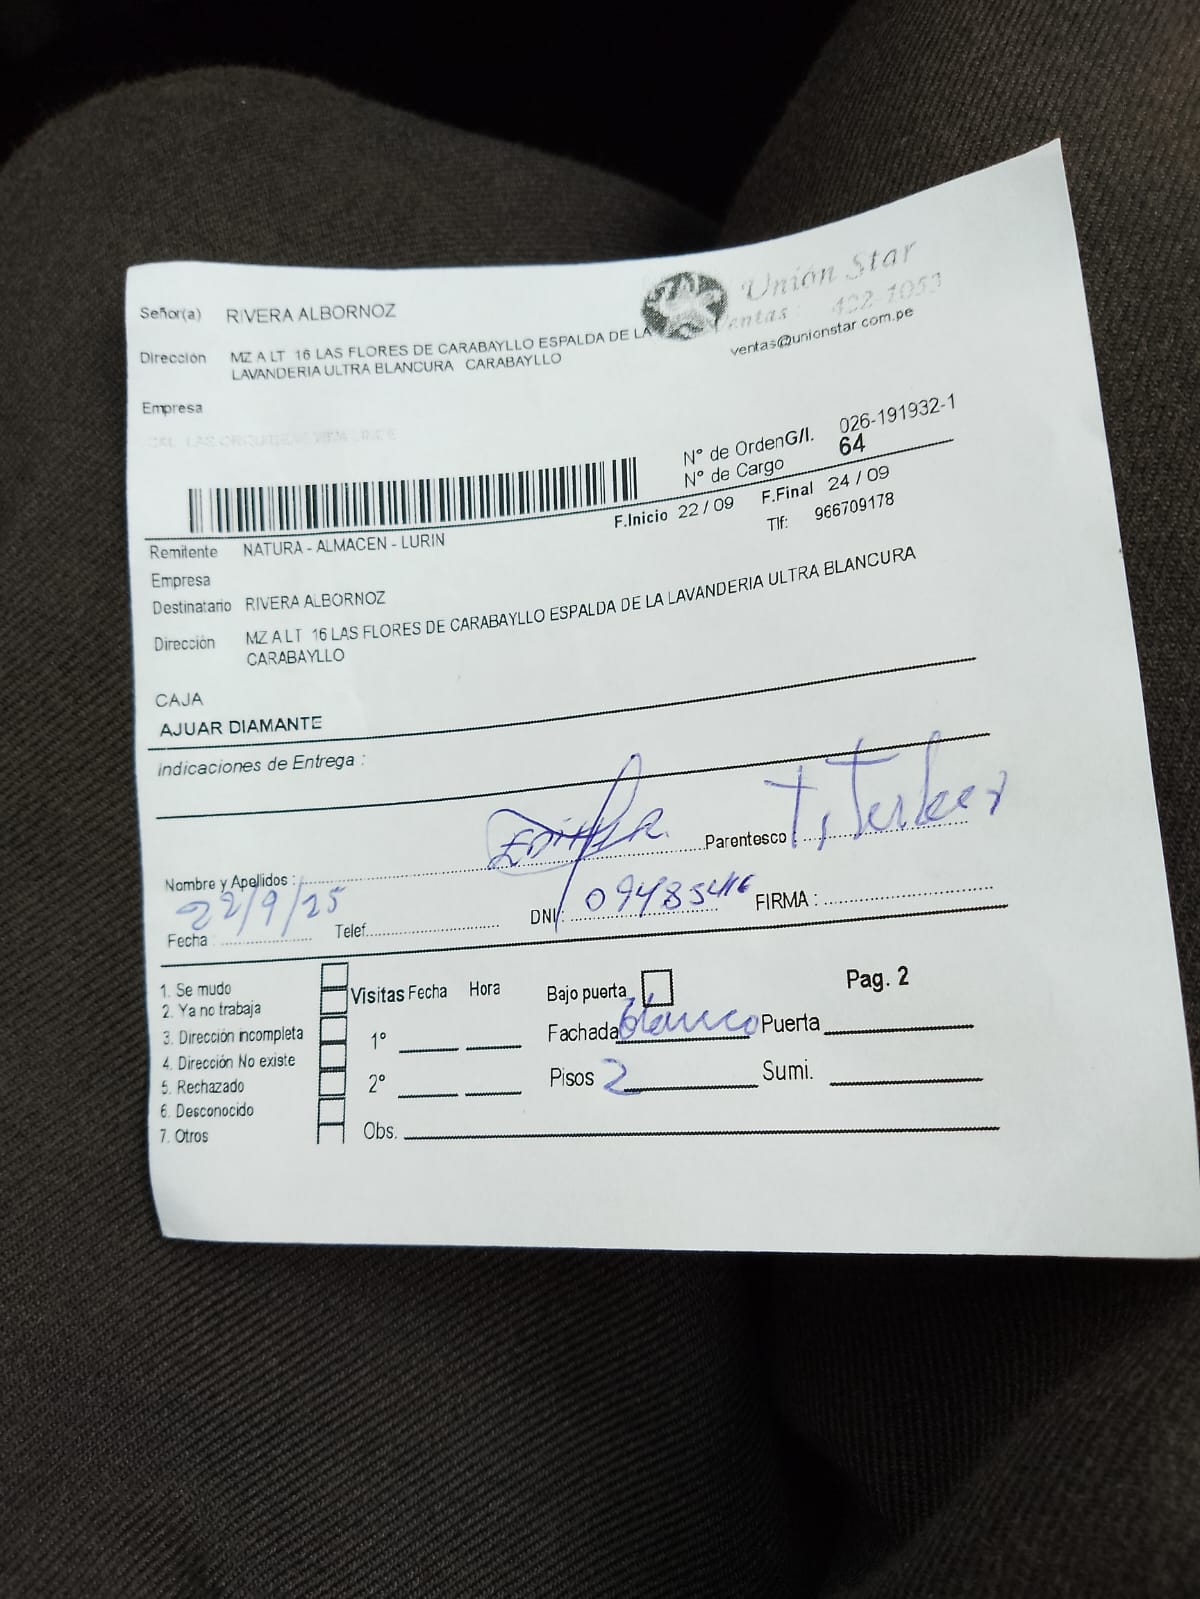 Señor(a) RIVERA ALBORNOZ
Unión Star
Ventas: 422-1053
ventas@unionstar.com.pe
Dirección MZ A LT 16 LAS FLORES DE CARABAYLLO ESPALDA DE LA
LAVANDERIA ULTRA BLANCURA CARABAYLLO
Empresa
N° de Orden G/I. 026-191932-1
N° de Cargo 64
F.Inicio 22 / 09 F.Final 24 / 09
Tlf: 966709178
Remitente NATURA - ALMACEN - LURIN
Empresa
Destinatario RIVERA ALBORNOZ
Dirección MZ A LT 16 LAS FLORES DE CARABAYLLO ESPALDA DE LA LAVANDERIA ULTRA BLANCURA
CARABAYLLO
CAJA
AJUAR DIAMANTE
Indicaciones de Entrega :
Nombre y Apellidos : Parentesco :
Fecha 22/9/25 Telef. DNI: 09485416 FIRMA :
1. Se mudo
2. Ya no trabaja
3. Dirección incompleta
4. Dirección No existe
5. Rechazado
6. Desconocido
7. Otros
Visitas Fecha Hora
1°
2°
Obs.
Bajo puerta Pag. 2
Fachada blanco Puerta
Pisos 2 Sumi.